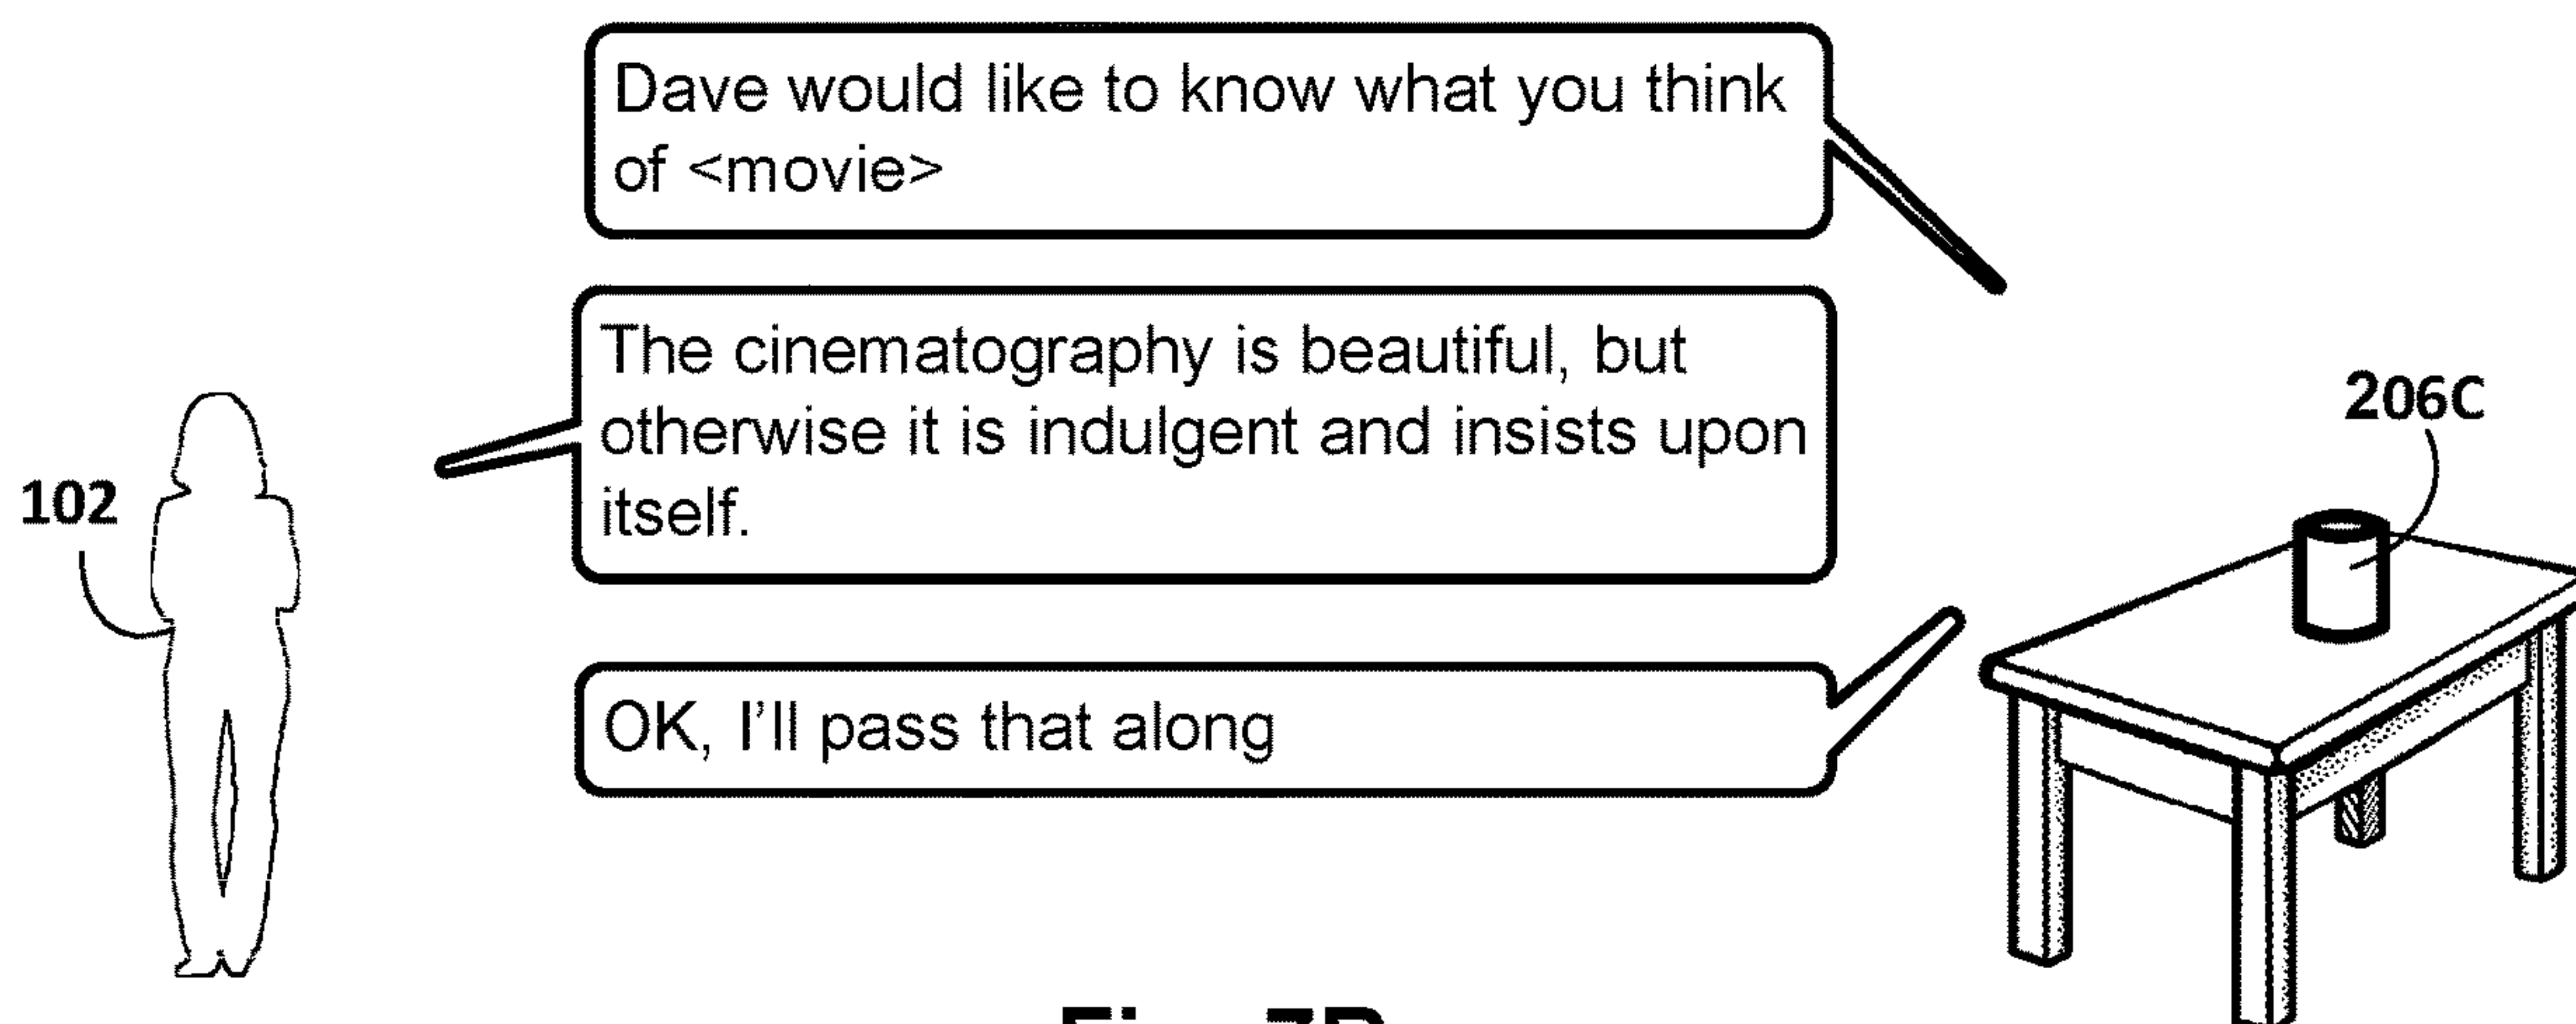 Dave would like to know what you think
of <movie>
The cinematography is beautiful, but
otherwise it is indulgent and insists upon
itself.
206C
102
OK, I'll pass that along